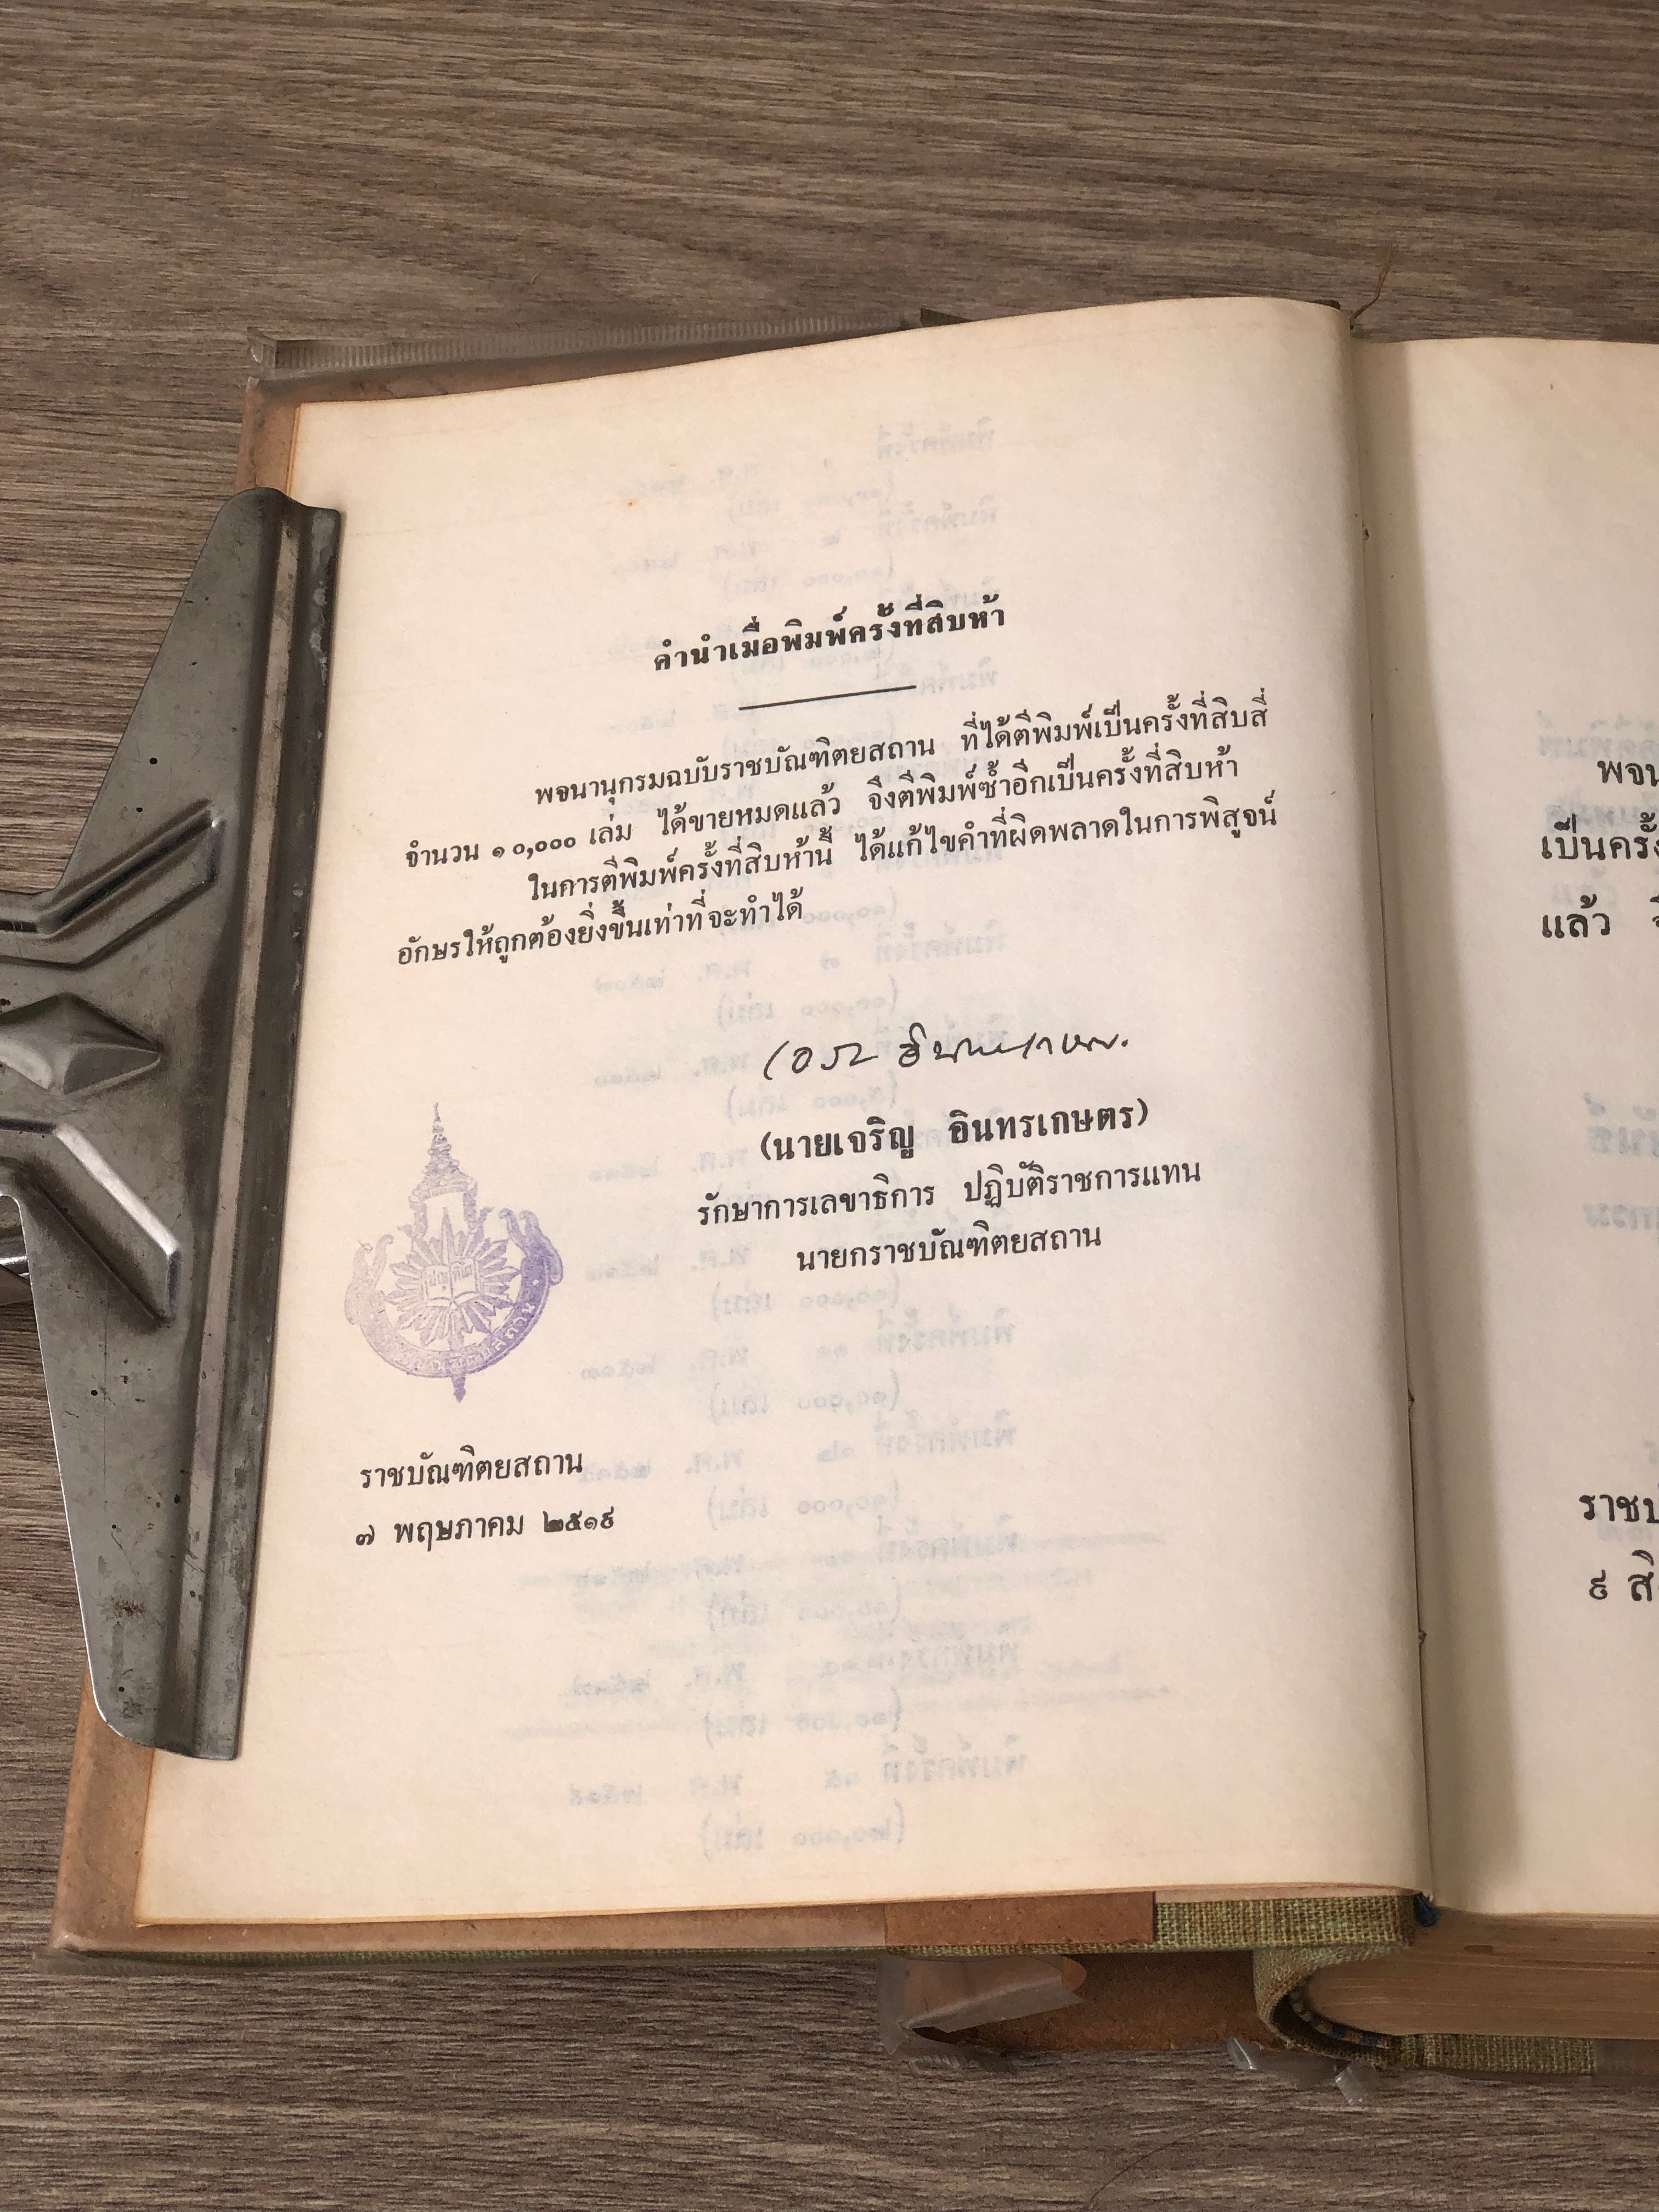 คำนำเมื่อพิมพ์ครั้งที่สิบห้า
พจนานุกรมฉบับราชบัณฑิตยสถาน ที่ได้ตีพิมพ์เป็นครั้งที่สิบสี่
จำนวน ๑๐,๐๐๐ เล่ม ได้ขายหมดแล้ว จึงตีพิมพ์ซ้ำอีกเป็นครั้งที่สิบห้า
ในการตีพิมพ์ครั้งที่สิบห้านี้ ได้แก้ไขคำที่ผิดพลาดในการพิสูจน์
อักษรให้ถูกต้องยิ่งขึ้นเท่าที่จะทำได้
(นายเจริญ อินทรเกษตร)
รักษาการเลขาธิการ ปฏิบัติราชการแทน
นายกราชบัณฑิตยสถาน
ราชบัณฑิตยสถาน
๗ พฤษภาคม ๒๕๑๙
เป็นครั้ง
แล้ว
๙